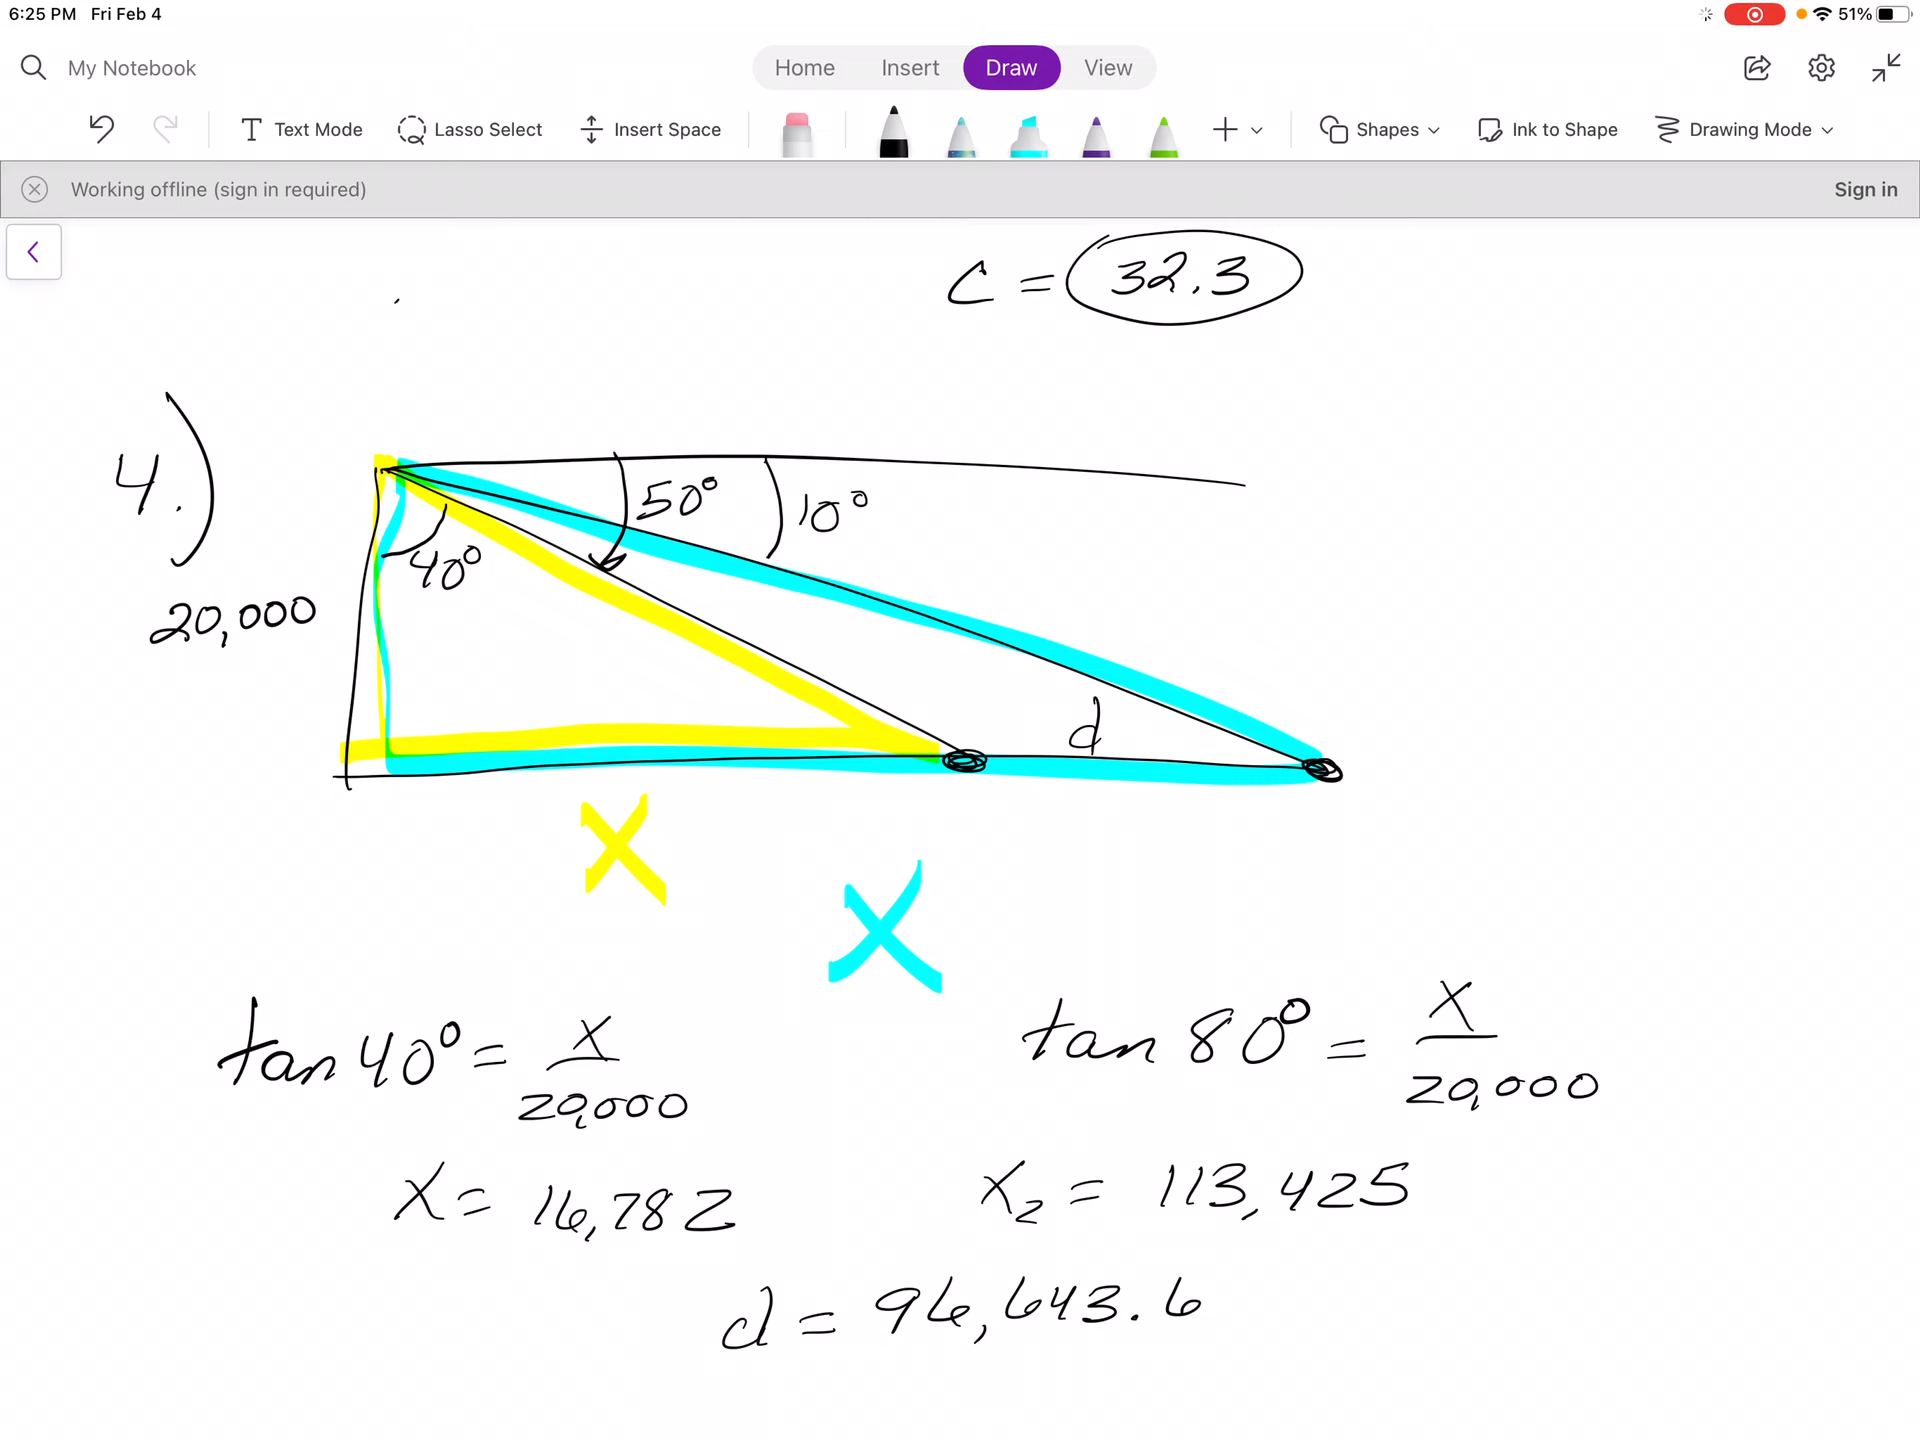 6:25 PM Fri Feb 4 51%
My Notebook Home Insert Draw View
Text Mode Lasso Select Insert Space Shapes Ink to Shape Drawing Mode
Working offline (sign in required) Sign in
C = 32.3
4.)
50° 10°
40°
20,000
d
X
X
tan 40° = x/20,000
tan 80° = x/20,000
x = 16,782
x₂ = 113,425
d = 96,643.6